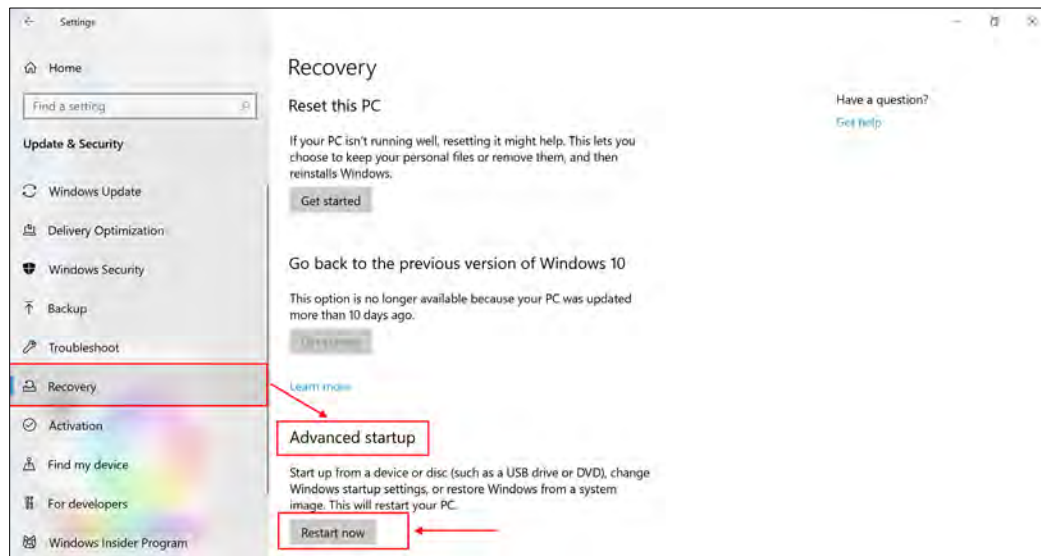 Settings
Home
Find a setting
Update & Security
Windows Update
Delivery Optimization
Windows Security
Backup
Troubleshoot
Recovery
Activation
Find my device
For developers
Windows Insider Program
Recovery
Reset this PC
If your PC isn't running well, resetting it might help. This lets you
choose to keep your personal files or remove them, and then
reinstalls Windows.
Get started
Go back to the previous version of Windows 10
This option is no longer available because your PC was updated
more than 10 days ago.
Get started
Learn more
Advanced startup
Start up from a device or disc (such as a USB drive or DVD), change
Windows startup settings, or restore Windows from a system
image. This will restart your PC.
Restart now
Have a question?
Get help